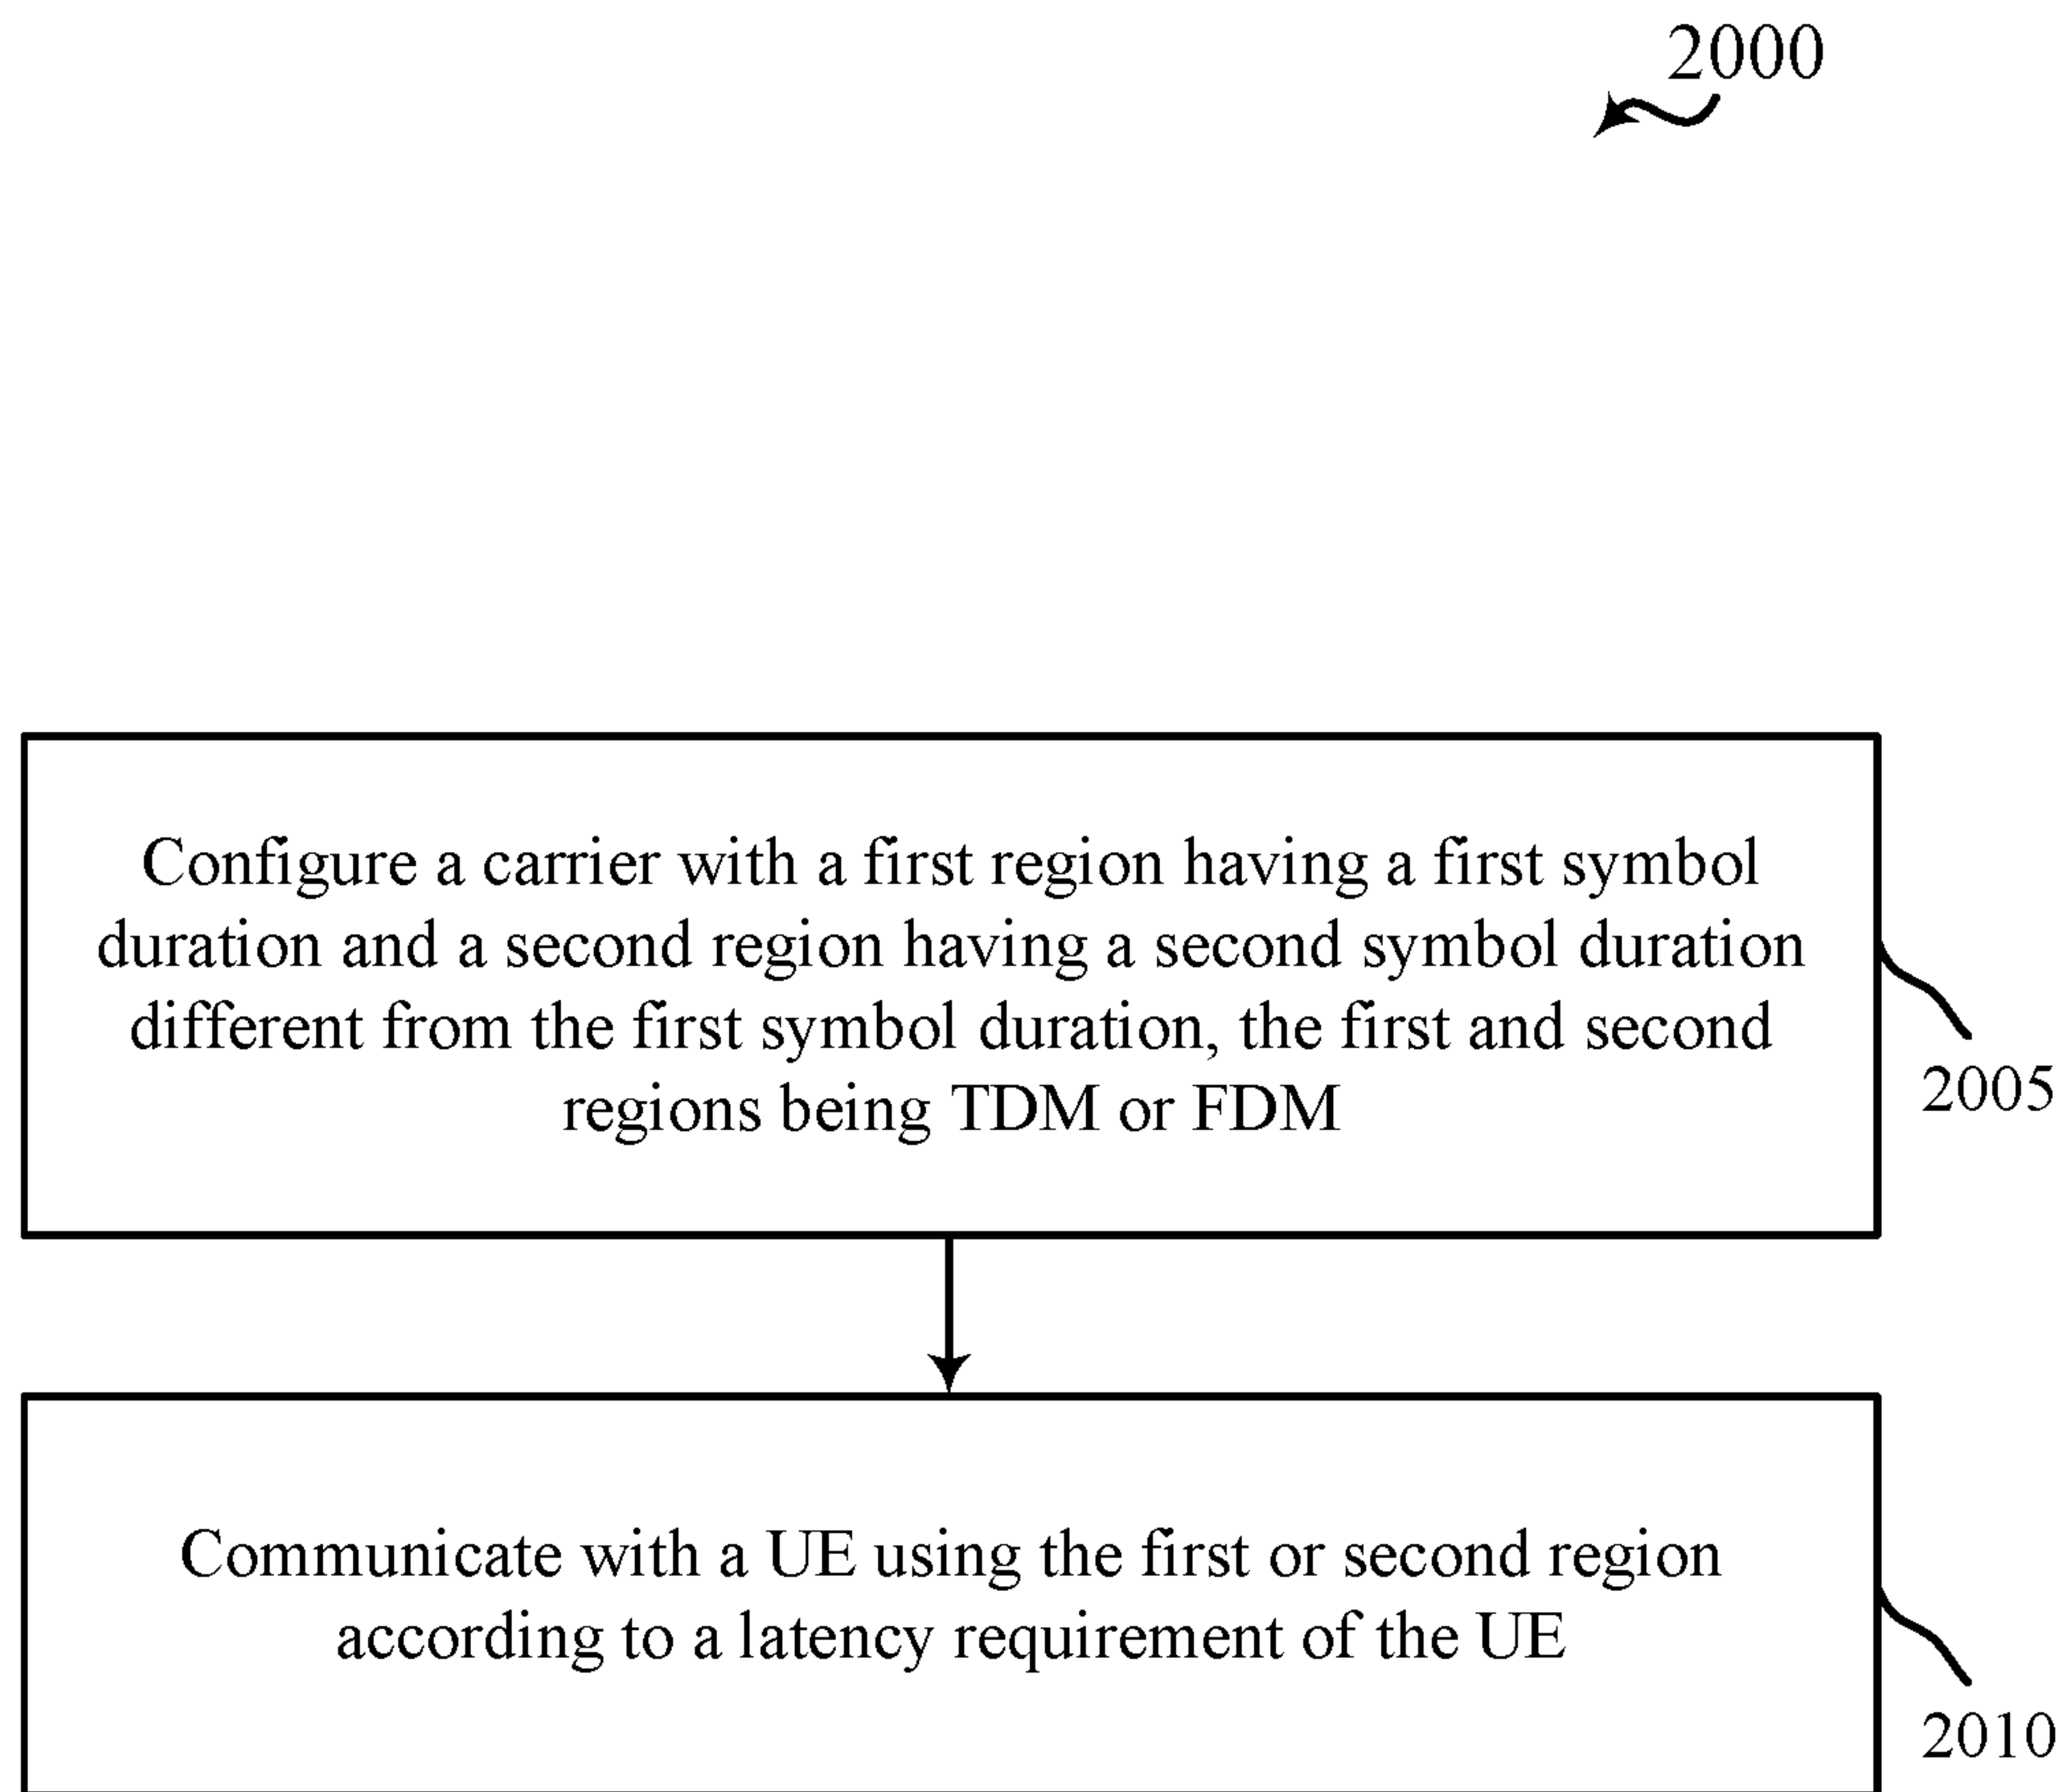 2000
Configure a carrier with a first region having a first symbol
duration and a second region having a second symbol duration
different from the first symbol duration, the first and second
regions being TDM or FDM
2005
Communicate with a UE using the first or second region
according to a latency requirement of the UE
2010